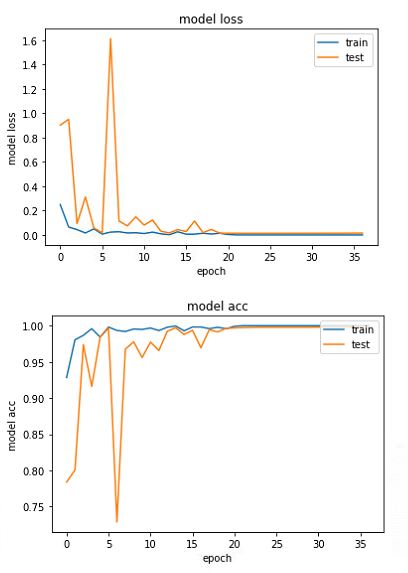 model loss
train
test
1.6
1.4
1.2
1.0
0.8
0.6
0.4
0.2
0.0
model loss
0 5 10 15 20 25 30 35
epoch
model acc
train
test
1.00
0.95
0.90
0.85
0.80
0.75
model acc
0 5 10 15 20 25 30 35
epoch